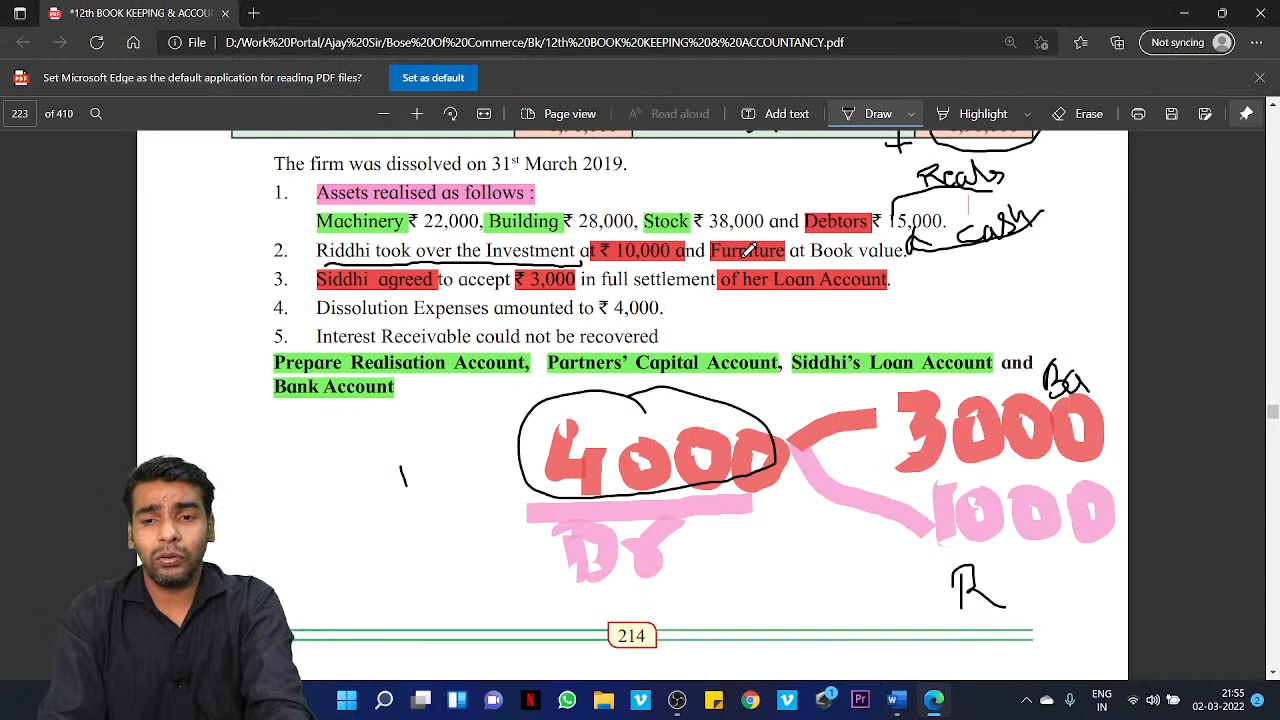 *12th BOOK KEEPING & ACCOUN
File D:/Work%20Portal/Ajay%20Sir/Bose%20Of%20Commerce/Bk/12th%20BOOK%20KEEPING%20&%20ACCOUNTANCY.pdf
Not syncing
Set Microsoft Edge as the default application for reading PDF files? Set as default
223 of 410 Page view Read aloud Add text Draw Highlight Erase
The firm was dissolved on 31st March 2019.
Reals
1. Assets realised as follows :
Machinery ₹ 22,000, Building ₹ 28,000, Stock ₹ 38,000 and Debtors ₹ 15,000.
cash
2. Riddhi took over the Investment at ₹ 10,000 and Furniture at Book value.
3. Siddhi agreed to accept ₹ 3,000 in full settlement of her Loan Account.
4. Dissolution Expenses amounted to ₹ 4,000.
5. Interest Receivable could not be recovered
Prepare Realisation Account, Partners' Capital Account, Siddhi's Loan Account and
Bank Account
Ba
4000 3000
1000
Dr
R
214
ENG
IN
21:55
02-03-2022
1
2